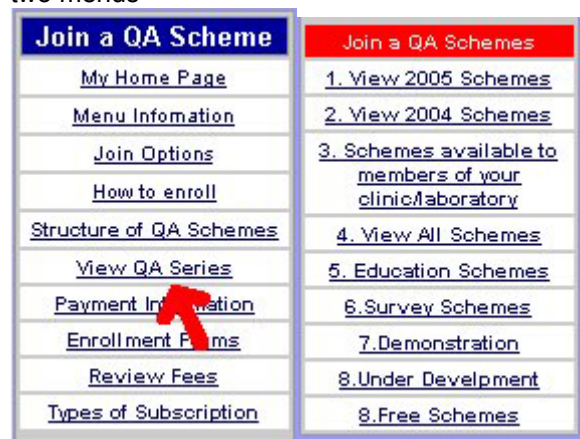 two menus
Join a QA Scheme
My Home Page
Menu Infomation
Join Options
How to enroll
Structure of QA Schemes
View QA Series
Payment
Enrollment
Review Fees
Types of Subscription
Join a QA Schemes
1. View 2005 Schemes
2. View 2004 Schemes
3. Schemes available to
members of your
clinic/laboratory
4. View All Schemes
5. Education Schemes
6.Survey Schemes
7.Demonstration
8.Under Develpment
8.Free Schemes